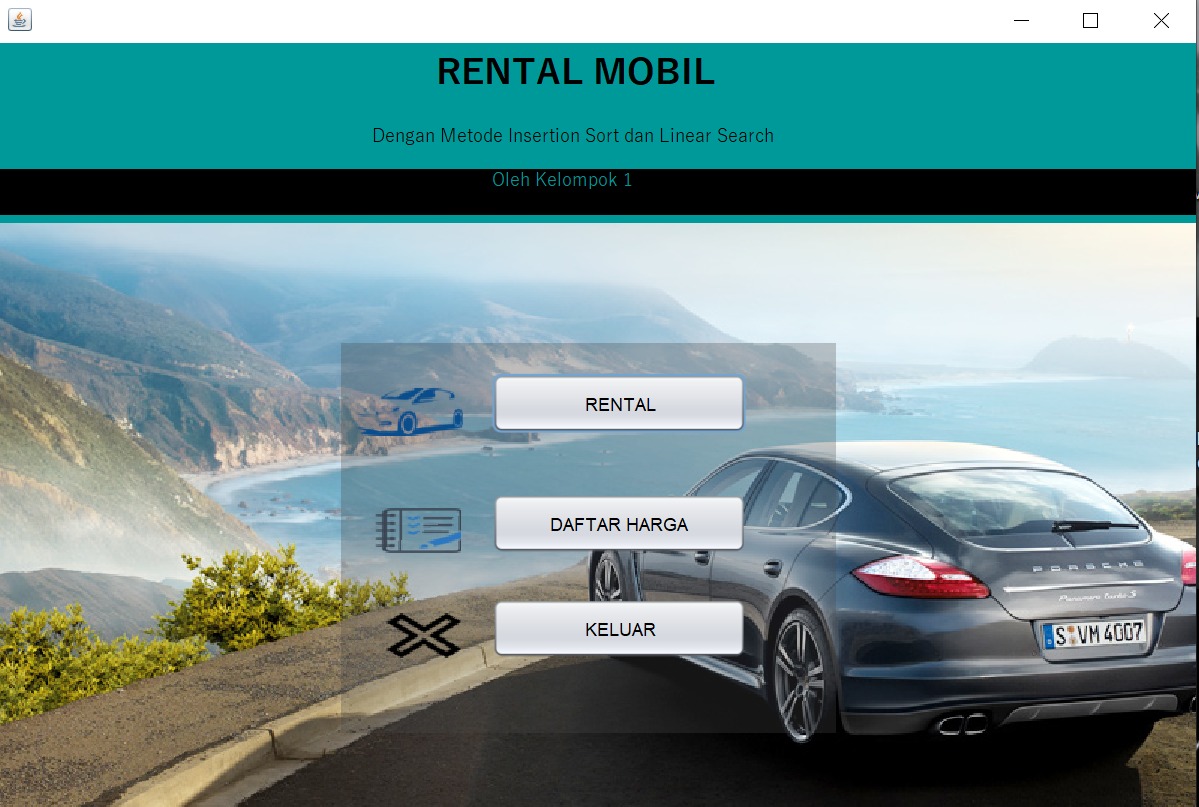 RENTAL MOBIL
Dengan Metode Insertion Sort dan Linear Search
Oleh Kelompok 1
RENTAL
DAFTAR HARGA
KELUAR
PORSCHE
Panamera Turbo S
S VM 4007